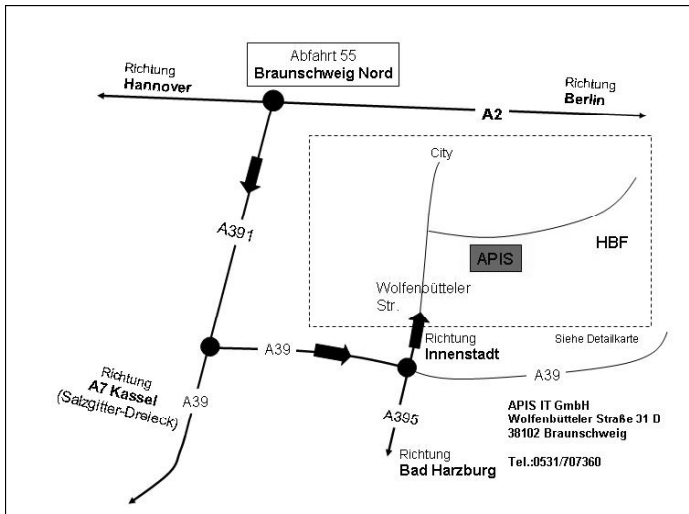 Abfahrt 55
Braunschweig Nord
Richtung
Hannover
Richtung
Berlin
A2
City
A391
HBF
APIS
Wolfenbütteler
Str.
Richtung
Innenstadt
Siehe Detailkarte
A39
A39
Richtung
A7 Kassel
(Salzgitter-Dreieck)
A39
A395
Richtung
Bad Harzburg
APIS IT GmbH
Wolfenbütteler Straße 31 D
38102 Braunschweig
Tel.:0531/707360